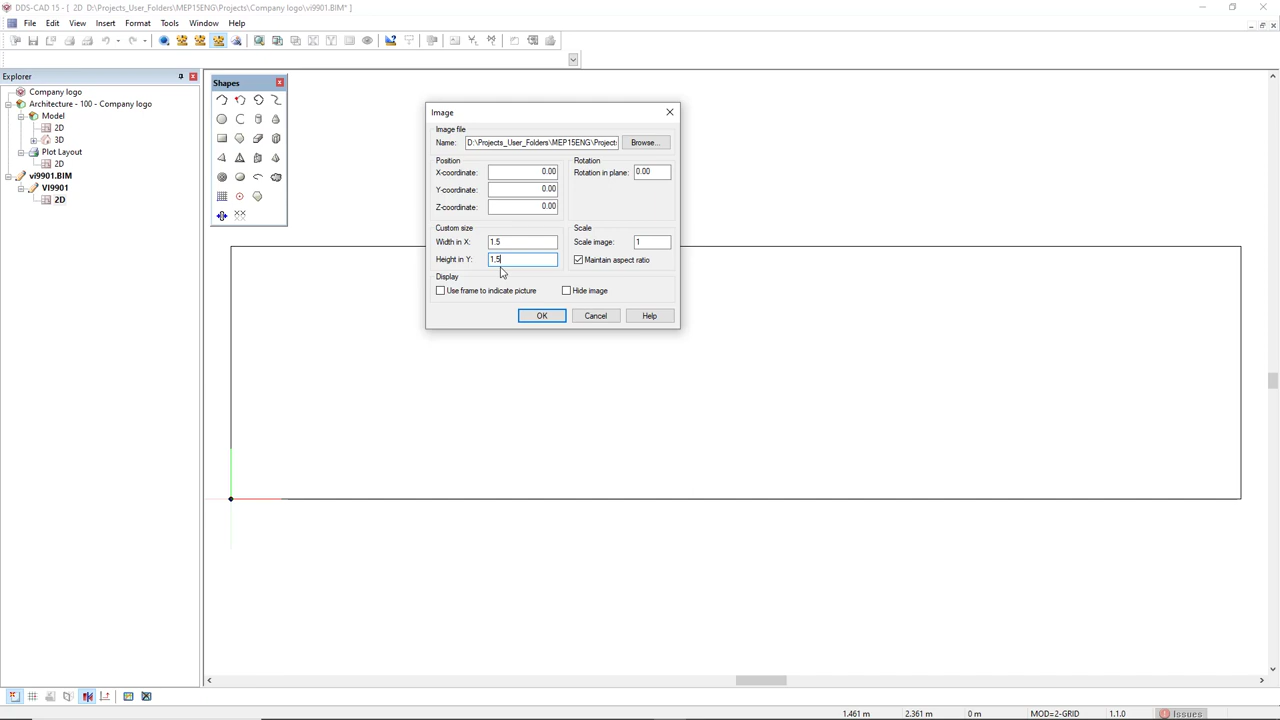 DDS-CAD 15 - [ 2D D:\Projects_User_Folders\MEP15ENG\Projects\Company logo\vi9901.BIM* ]
File Edit View Insert Format Tools Window Help
Explorer
Company logo
Architecture - 100 - Company logo
Model
2D
3D
Plot Layout
2D
vi9901.BIM
VI9901
2D
Shapes
Image
Image file
Name: D:\Projects_User_Folders\MEP15ENG\Projects Browse...
Position Rotation
X-coordinate: 0.00 Rotation in plane: 0.00
Y-coordinate: 0.00
Z-coordinate: 0.00
Custom size Scale
Width in X: 1.5 Scale image: 1
Height in Y: 1.5 Maintain aspect ratio
Display
Use frame to indicate picture Hide image
OK Cancel Help
1.461 m 2.361 m 0 m MOD=2-GRID 1.1.0 Issues